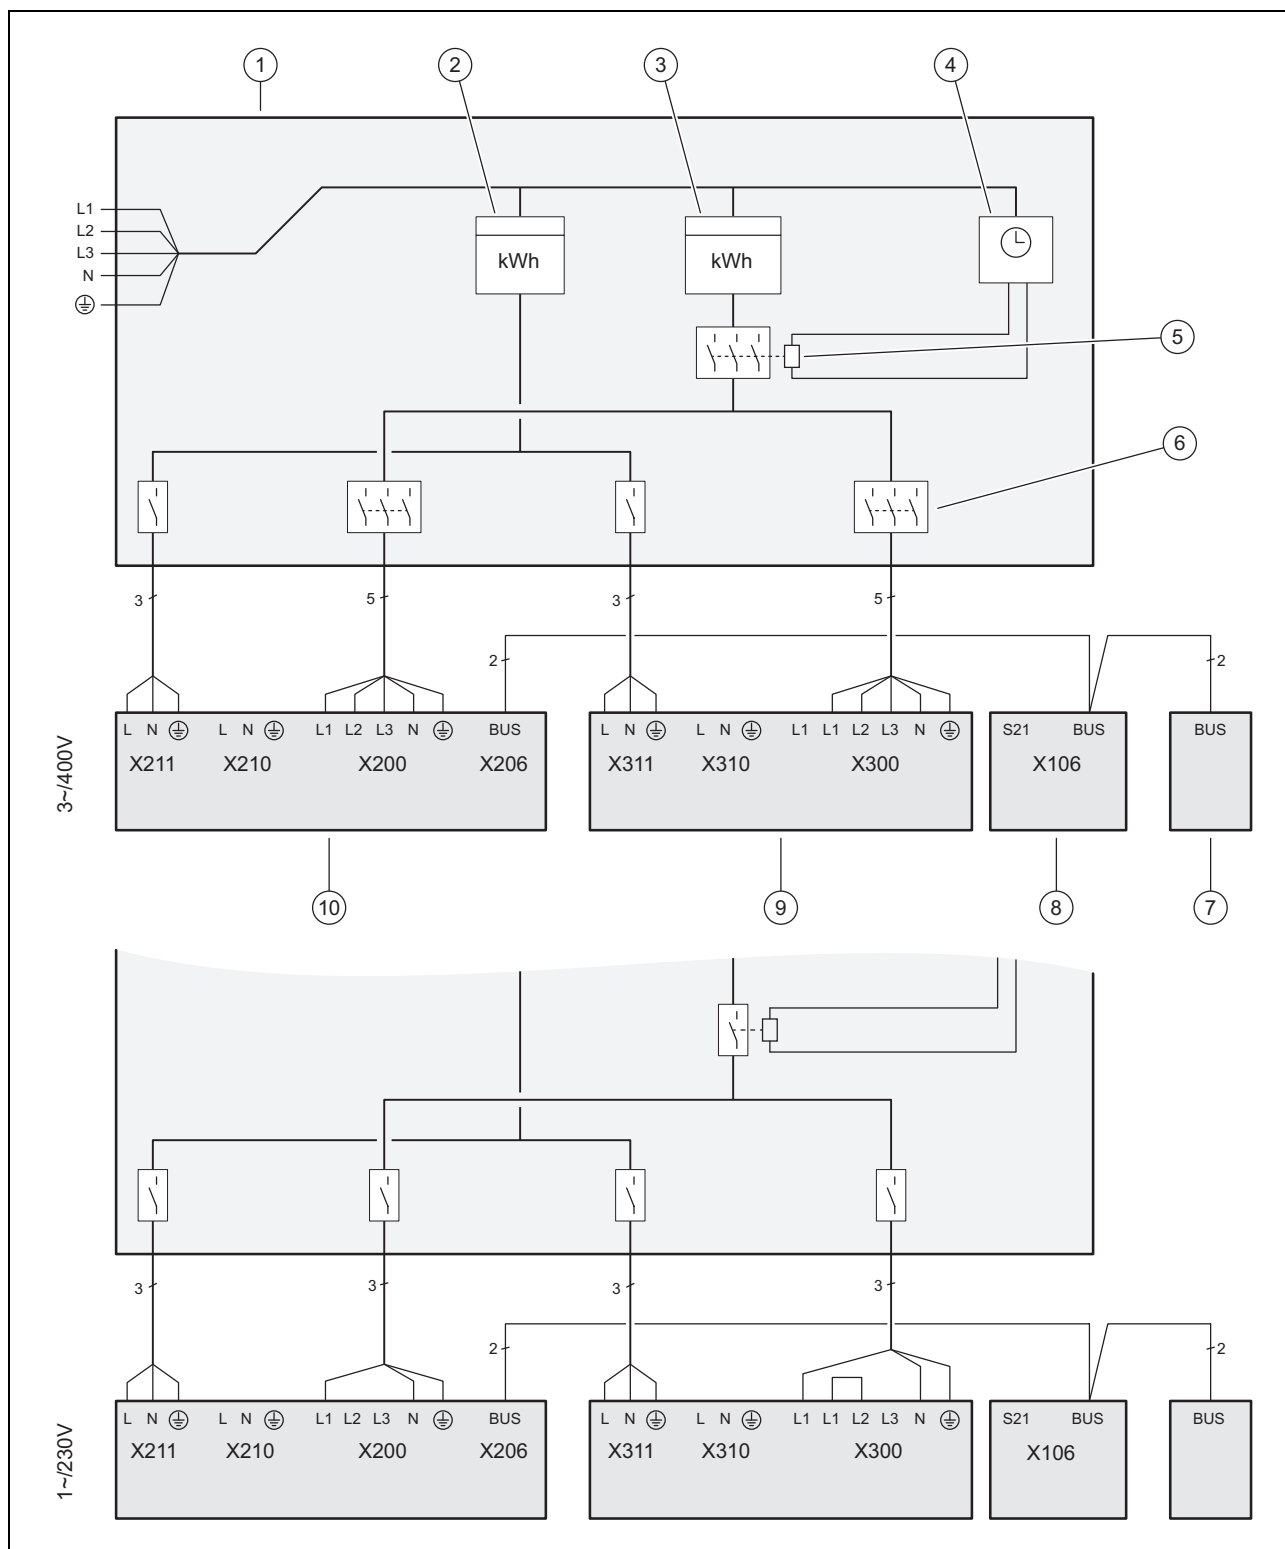 1 2 3 4
L1
L2
L3
N
kWh kWh
5
6
3 5 3 5
2 2
3~/400V
L N L N L1 L2 L3 N BUS L N L N L1 L1 L2 L3 N S21 BUS BUS
X211 X210 X200 X206 X311 X310 X300 X106
10 9 8 7
3 3 3 3
2 2
1~/230V
L N L N L1 L2 L3 N BUS L N L N L1 L1 L2 L3 N S21 BUS BUS
X211 X210 X200 X206 X311 X310 X300 X106